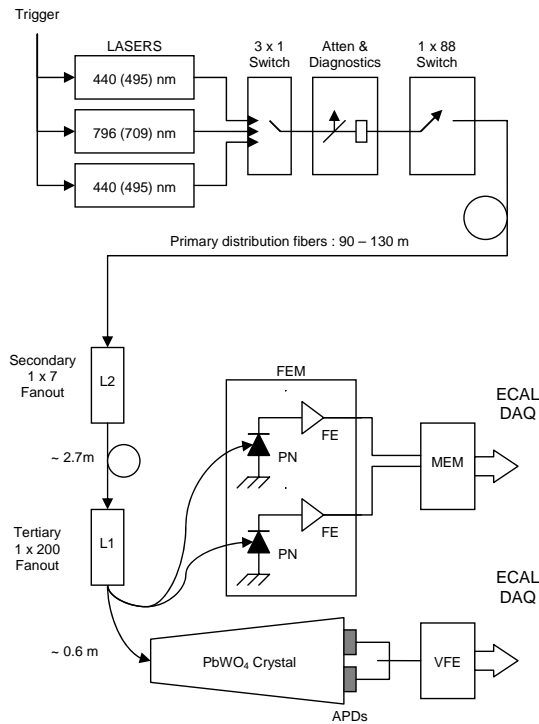 Trigger
LASERS
3 x 1
Switch
Atten &
Diagnostics
1 x 88
Switch
440 (495) nm
796 (709) nm
440 (495) nm
Primary distribution fibers : 90 – 130 m
Secondary
1 x 7
Fanout
L2
FEM
ECAL
DAQ
FE
PN
MEM
~ 2.7m
Tertiary
1 x 200
Fanout
L1
FE
PN
ECAL
DAQ
~ 0.6 m
PbWO₄ Crystal
VFE
APDs